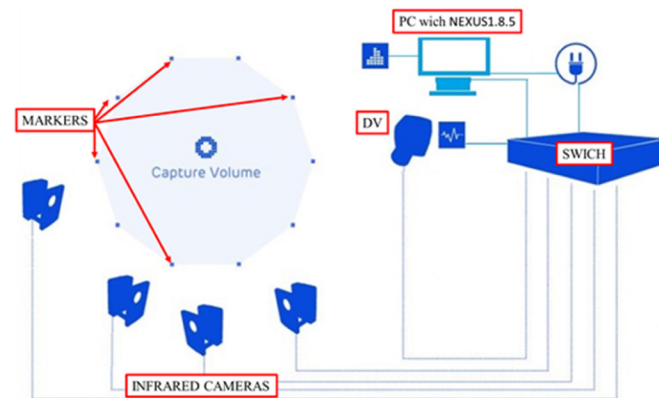 PC wich NEXUS1.8.5
MARKERS
DV
SWICH
Capture Volume
INFRARED CAMERAS